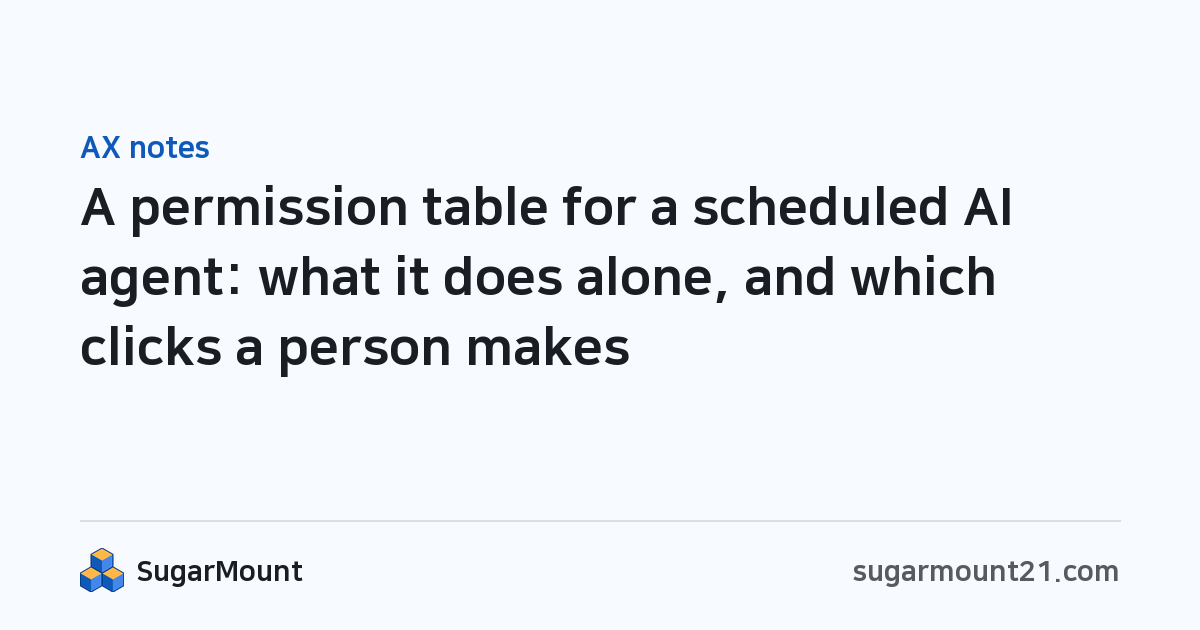 AX notes
A permission table for a scheduled AI
agent: what it does alone, and which
clicks a person makes
SugarMount
sugarmount21.com